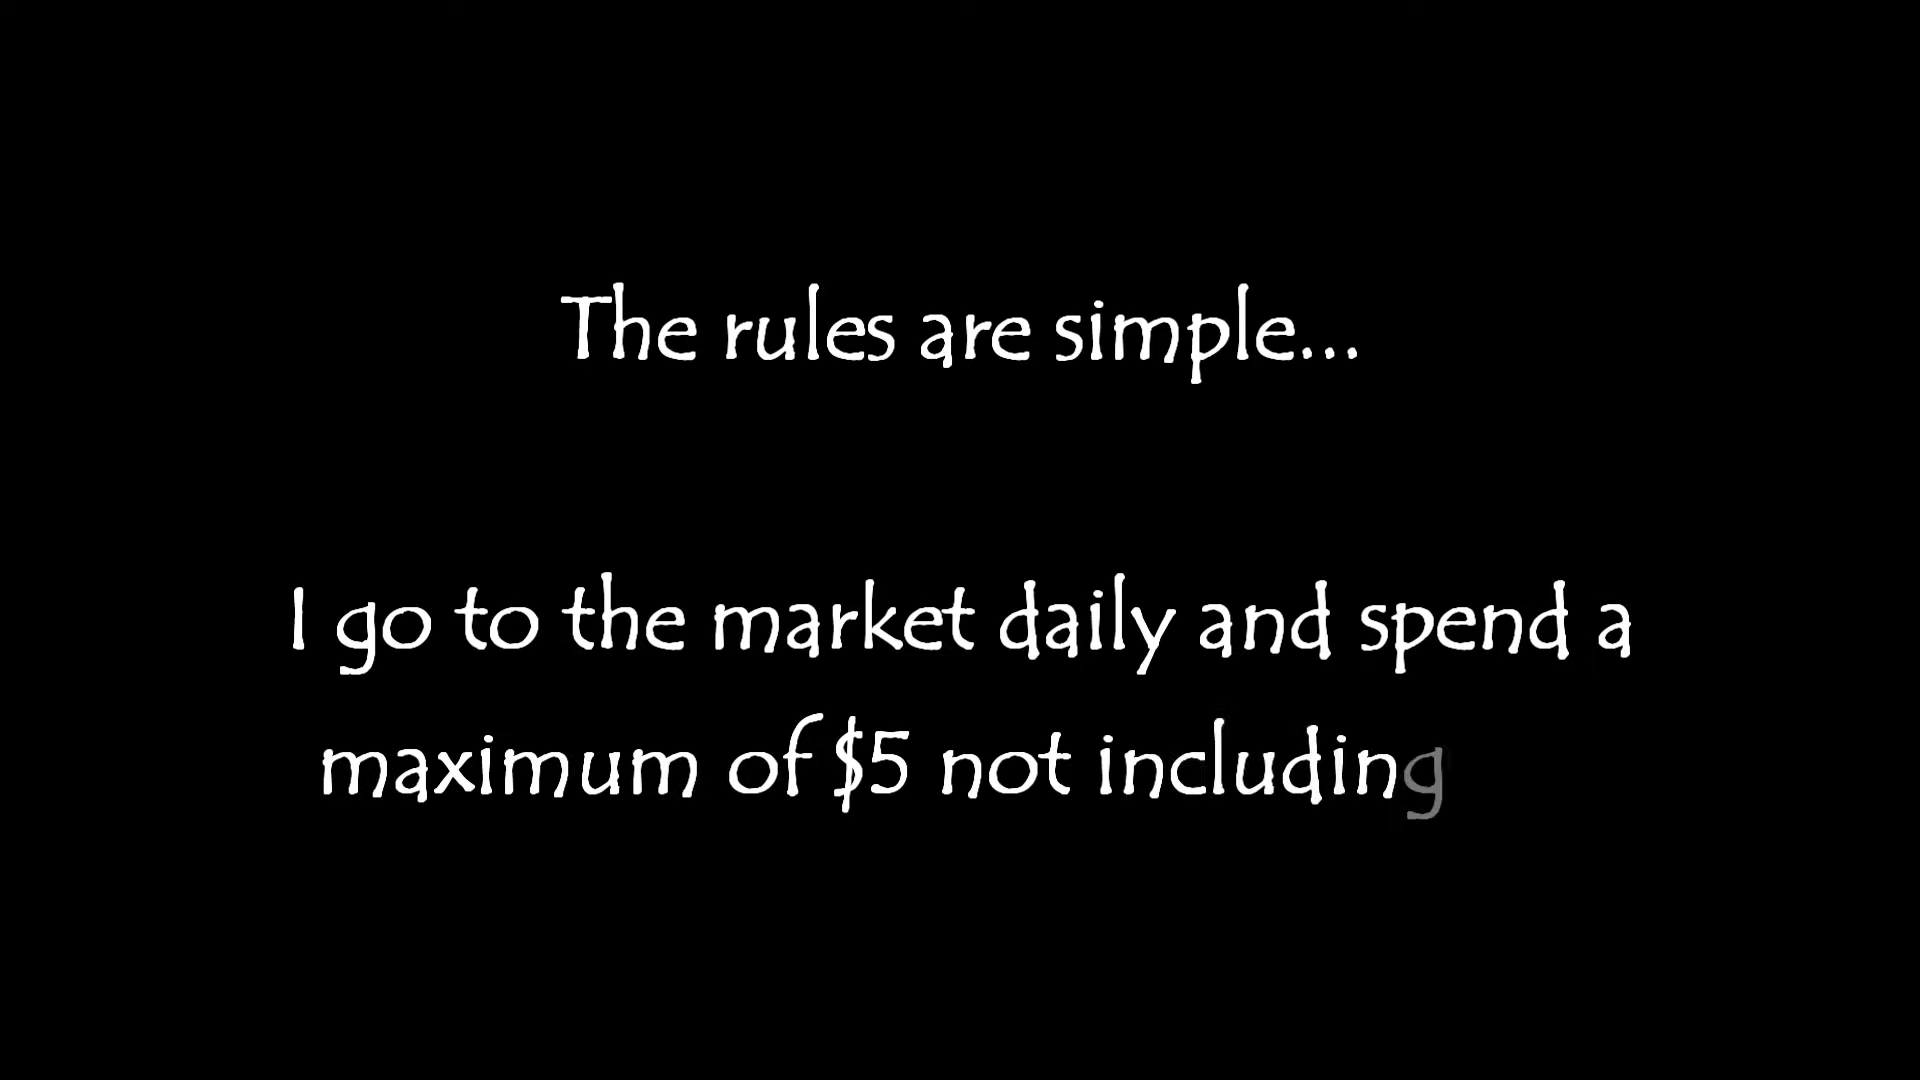 The rules are simple...
I go to the market daily and spend a
maximum of $5 not including